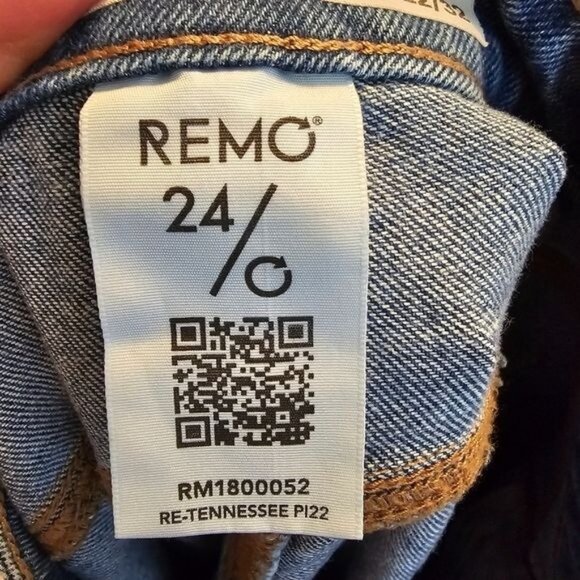 REMO®
24/
RM1800052
RE-TENNESSEE PI22